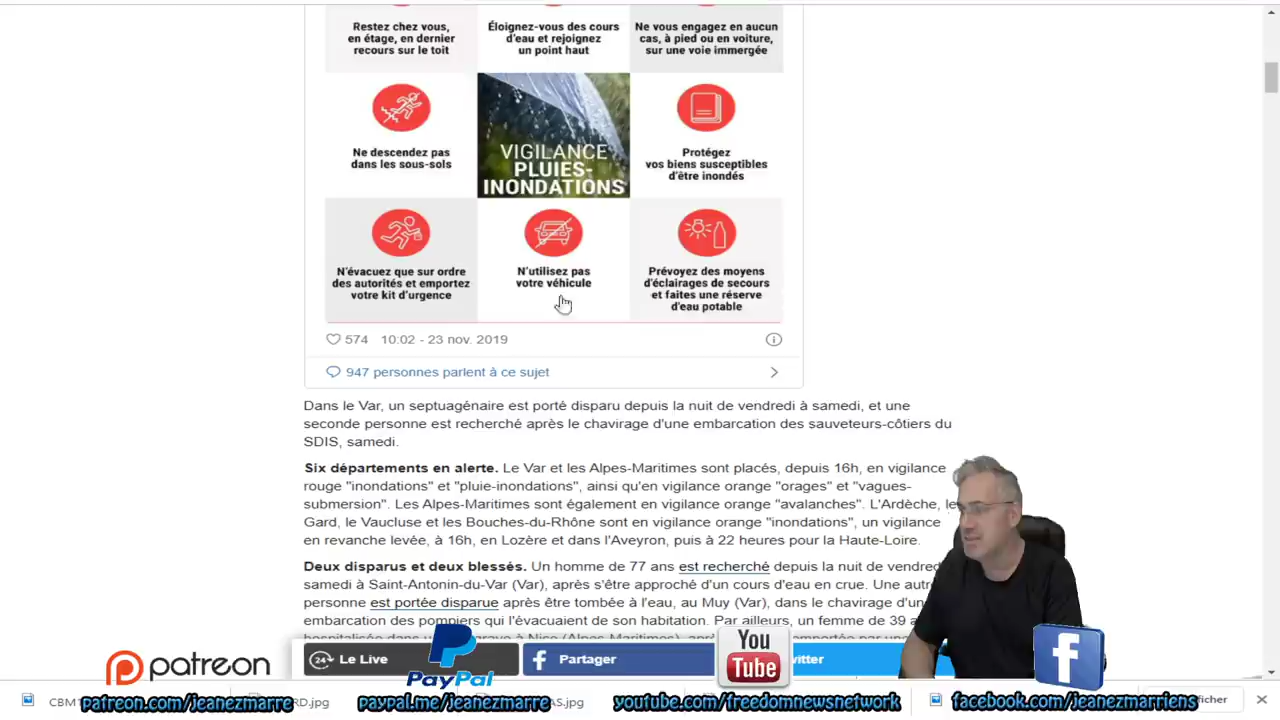 Restez chez vous,
en étage, en dernier
recours sur le toit
Éloignez-vous des cours
d'eau et rejoignez
un point haut
Ne vous engagez en aucun
cas, à pied ou en voiture,
sur une voie immergée
Ne descendez pas
dans les sous-sols
VIGILANCE
PLUIES-
INONDATIONS
Protégez
vos biens susceptibles
d'être inondés
N'évacuez que sur ordre
des autorités et emportez
votre kit d'urgence
N'utilisez pas
votre véhicule
Prévoyez des moyens
d'éclairages de secours
et faites une réserve
d'eau potable
574 10:02 - 23 nov. 2019
947 personnes parlent à ce sujet
Dans le Var, un septuagénaire est porté disparu depuis la nuit de vendredi à samedi, et une
seconde personne est recherché après le chavirage d'une embarcation des sauveteurs-côtiers du
SDIS, samedi.
Six départements en alerte. Le Var et les Alpes-Maritimes sont placés, depuis 16h, en vigilance
rouge "inondations" et "pluie-inondations", ainsi qu'en vigilance orange "orages" et "vagues-
submersion". Les Alpes-Maritimes sont également en vigilance orange "avalanches". L'Ardèche, le
Gard, le Vaucluse et les Bouches-du-Rhône sont en vigilance orange "inondations", un vigilance
en revanche levée, à 16h, en Lozère et dans l'Aveyron, puis à 22 heures pour la Haute-Loire.
Deux disparus et deux blessés. Un homme de 77 ans est recherché depuis la nuit de vendred
samedi à Saint-Antonin-du-Var (Var), après s'être approché d'un cours d'eau en crue. Une autr
personne est portée disparue après être tombée à l'eau, au Muy (Var), dans le chavirage d'un
embarcation des pompiers qui l'évacuaient de son habitation. Par ailleurs, un femme de 39 a
24 Le Live
Partager
witter
patreon
PayPal
You
Tube
CBM
RD.jpg
AS.jpg
ficher
patreon.com/jeanezmarre
paypal.me/jeanezmarre
youtube.com/freedomnewsnetwork
facebook.com/jeanezmarriens